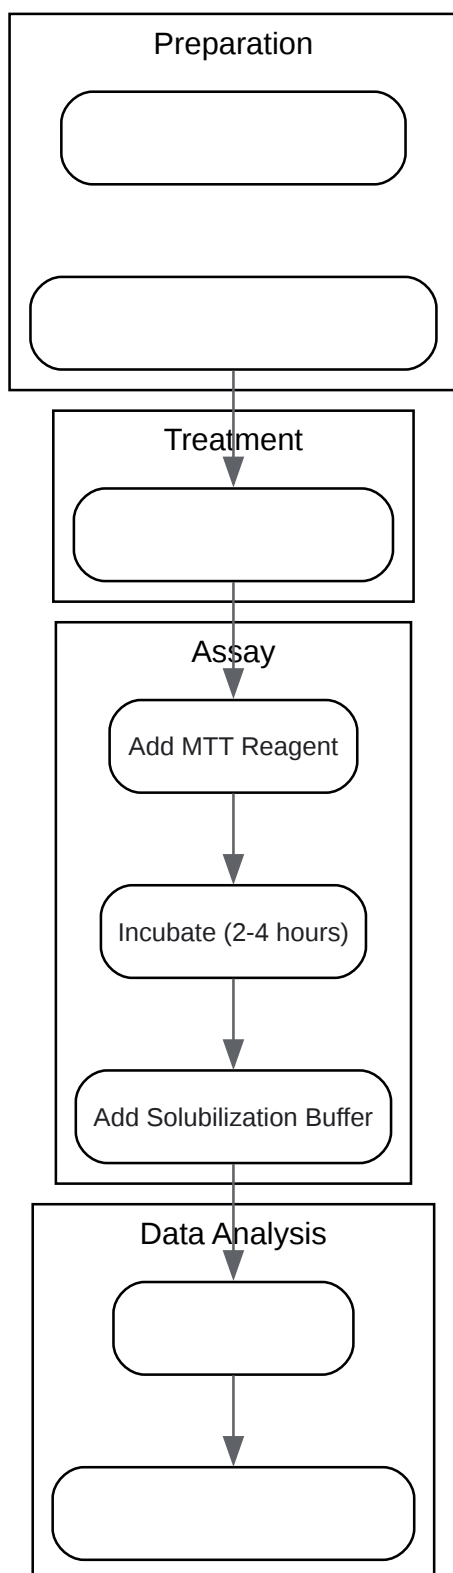 Preparation
Treatment
Assay
Add MTT Reagent
Incubate (2-4 hours)
Add Solubilization Buffer
Data Analysis